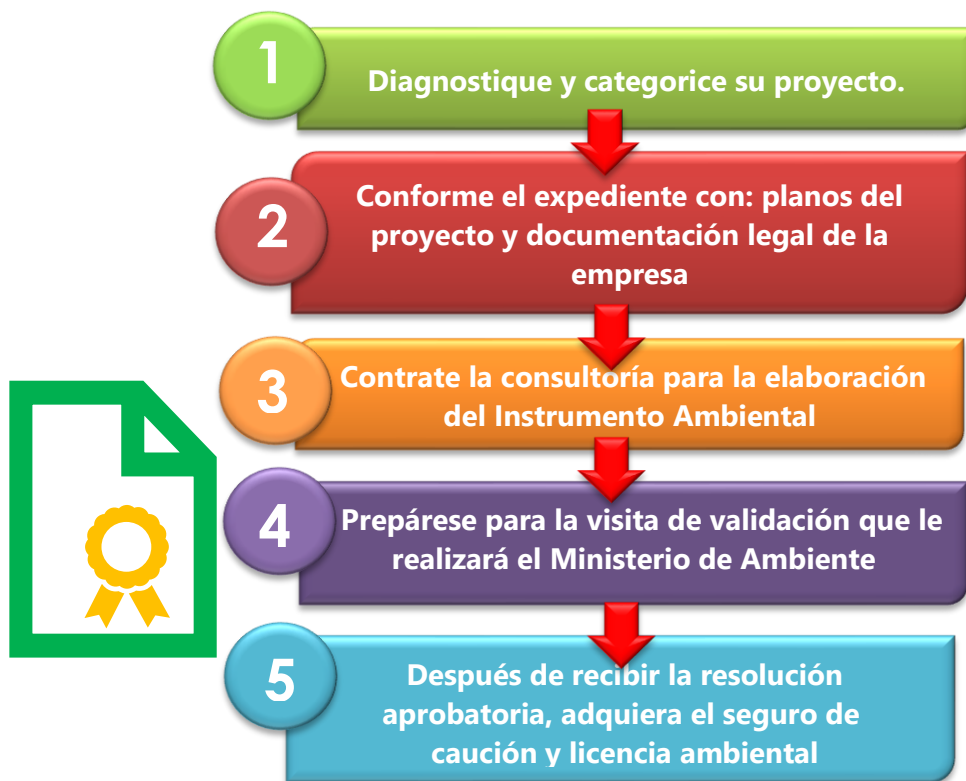 1
Diagnostique y categorice su proyecto.
2
Conforme el expediente con: planos del
proyecto y documentación legal de la
empresa
3
Contrate la consultoría para la elaboración
del Instrumento Ambiental
4
Prepárese para la visita de validación que le
realizará el Ministerio de Ambiente
5
Después de recibir la resolución
aprobatoria, adquiera el seguro de
caución y licencia ambiental